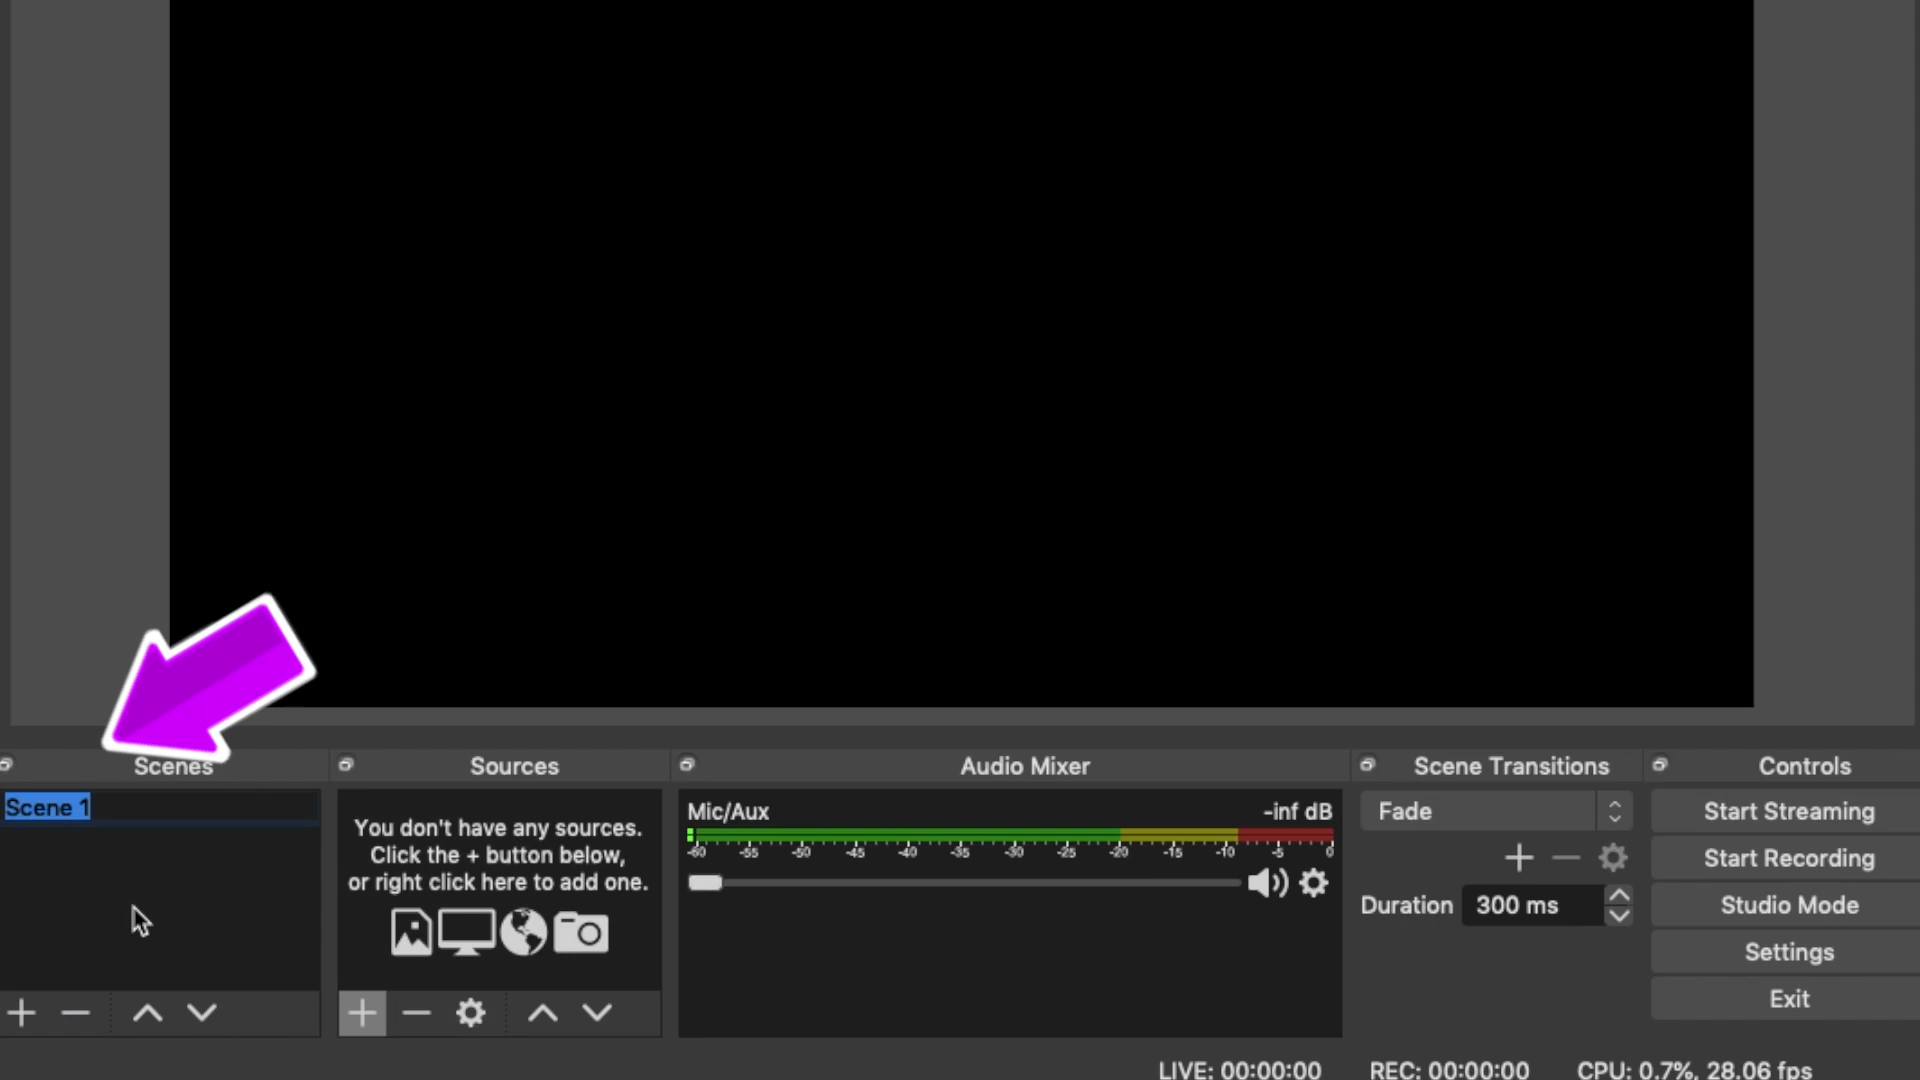 Scenes
Scene 1
Sources
You don't have any sources.
Click the + button below,
or right click here to add one.
Audio Mixer
Mic/Aux
-inf dB
-60 -55 -50 -45 -40 -35 -30 -25 -20 -15 -10 -5 0
Scene Transitions
Fade
Duration 300 ms
Controls
Start Streaming
Start Recording
Studio Mode
Settings
Exit
LIVE: 00:00:00 REC: 00:00:00 CPU: 0.7%, 28.06 fps